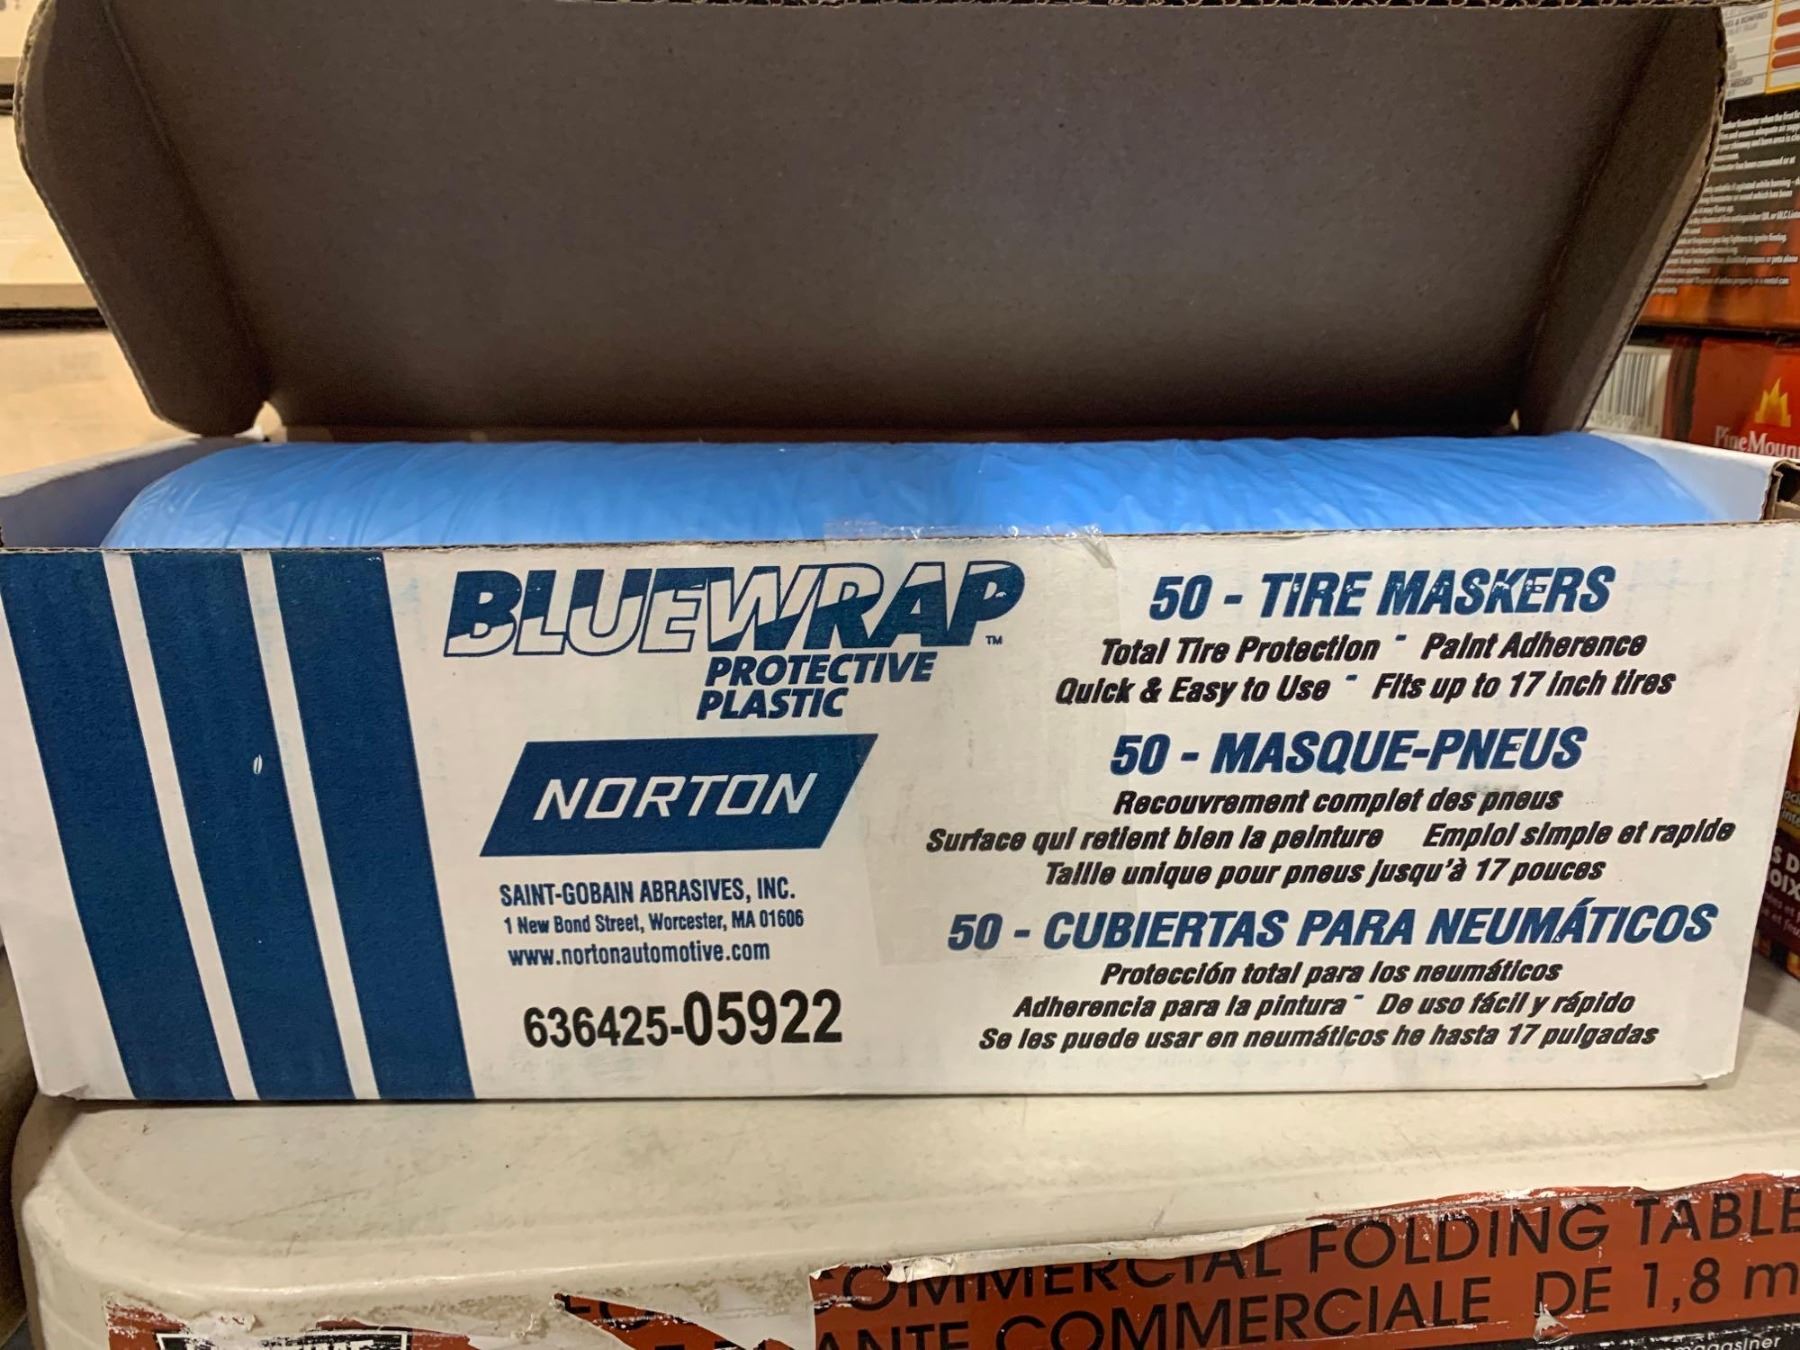 BLUEWRAP™
PROTECTIVE
PLASTIC
NORTON
SAINT-GOBAIN ABRASIVES, INC.
1 New Bond Street, Worcester, MA 01606
www.nortonautomotive.com
636425-05922
50 - TIRE MASKERS
Total Tire Protection - Paint Adherence
Quick & Easy to Use - Fits up to 17 inch tires
50 - MASQUE-PNEUS
Recouvrement complet des pneus
Surface qui retient bien la peinture Emploi simple et rapide
Taille unique pour pneus jusqu'à 17 pouces
50 - CUBIERTAS PARA NEUMÁTICOS
Protección total para los neumáticos
Adherencia para la pintura - De uso fácil y rápido
Se les puede usar en neumáticos he hasta 17 pulgadas
PineMoun
COMMERCIAL FOLDING TABLE
ANTE COMMERCIALE DE 1,8 m